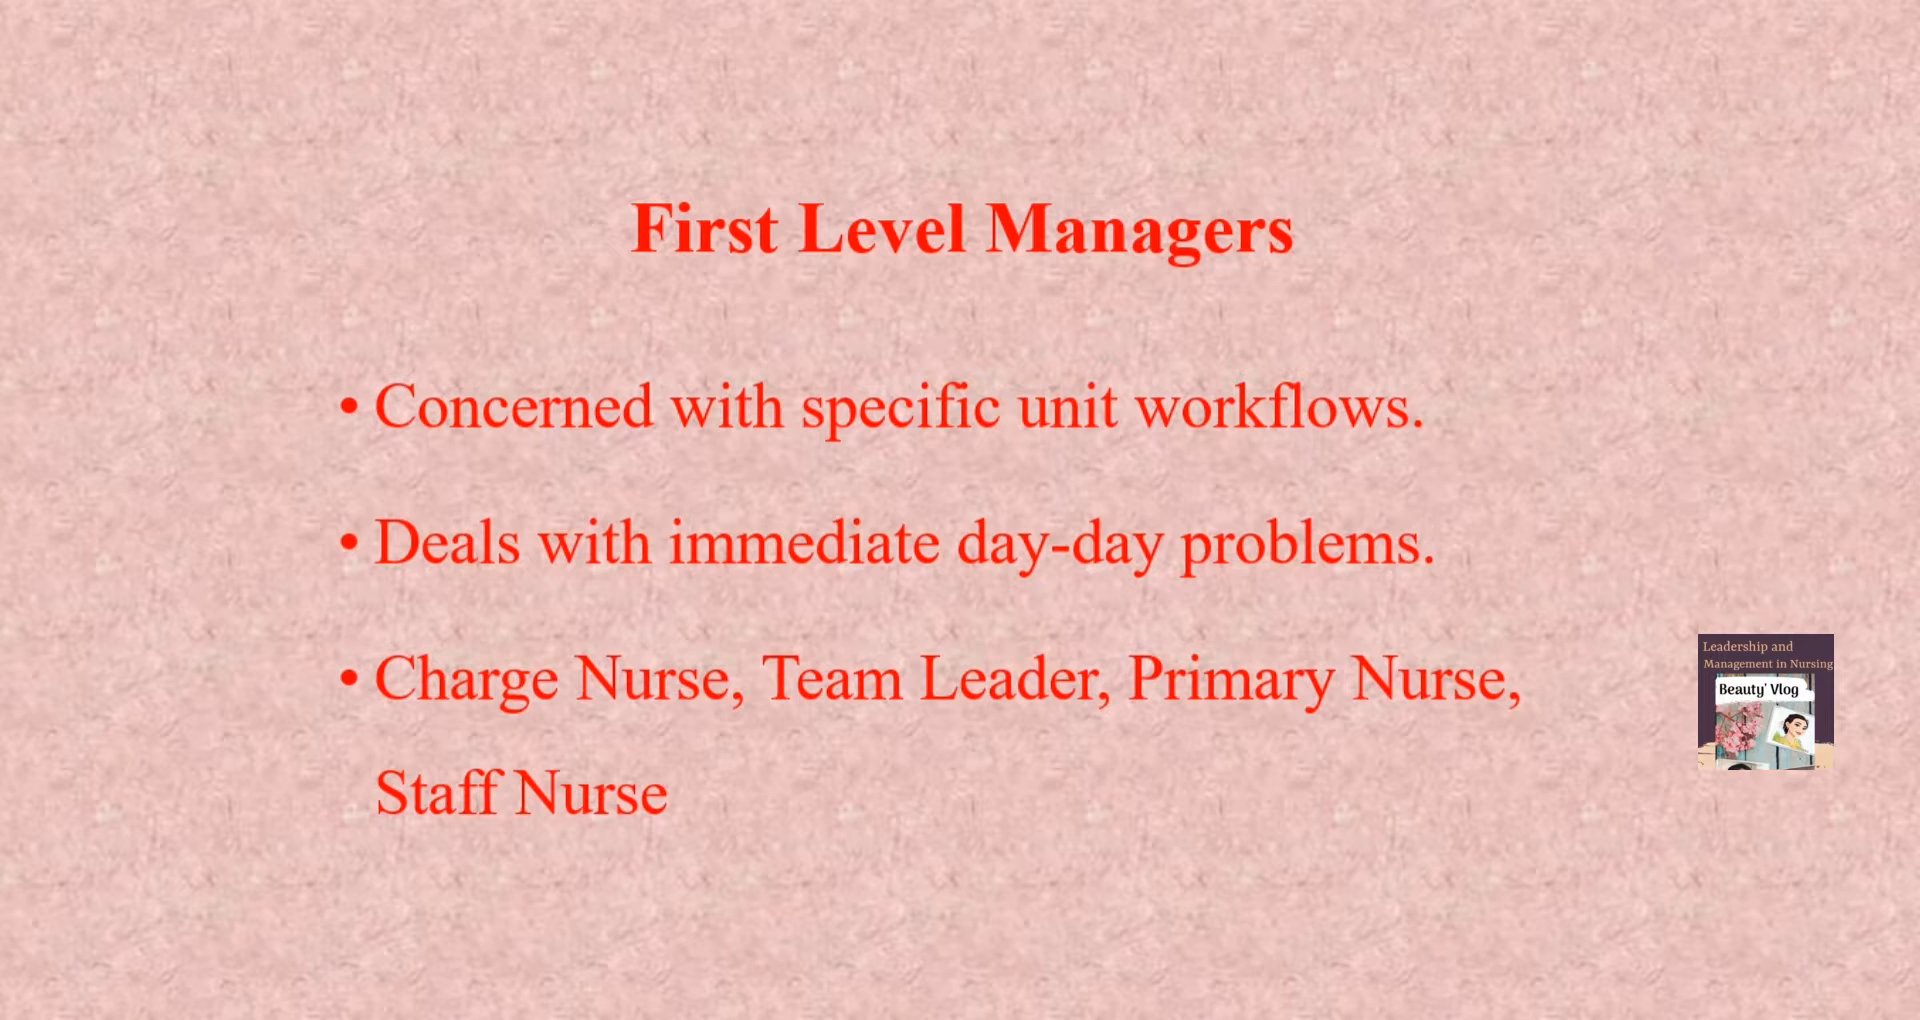 First Level Managers
• Concerned with specific unit workflows.
• Deals with immediate day-day problems.
• Charge Nurse, Team Leader, Primary Nurse,
Staff Nurse
Leadership and
Management in Nursing
Beauty' Vlog